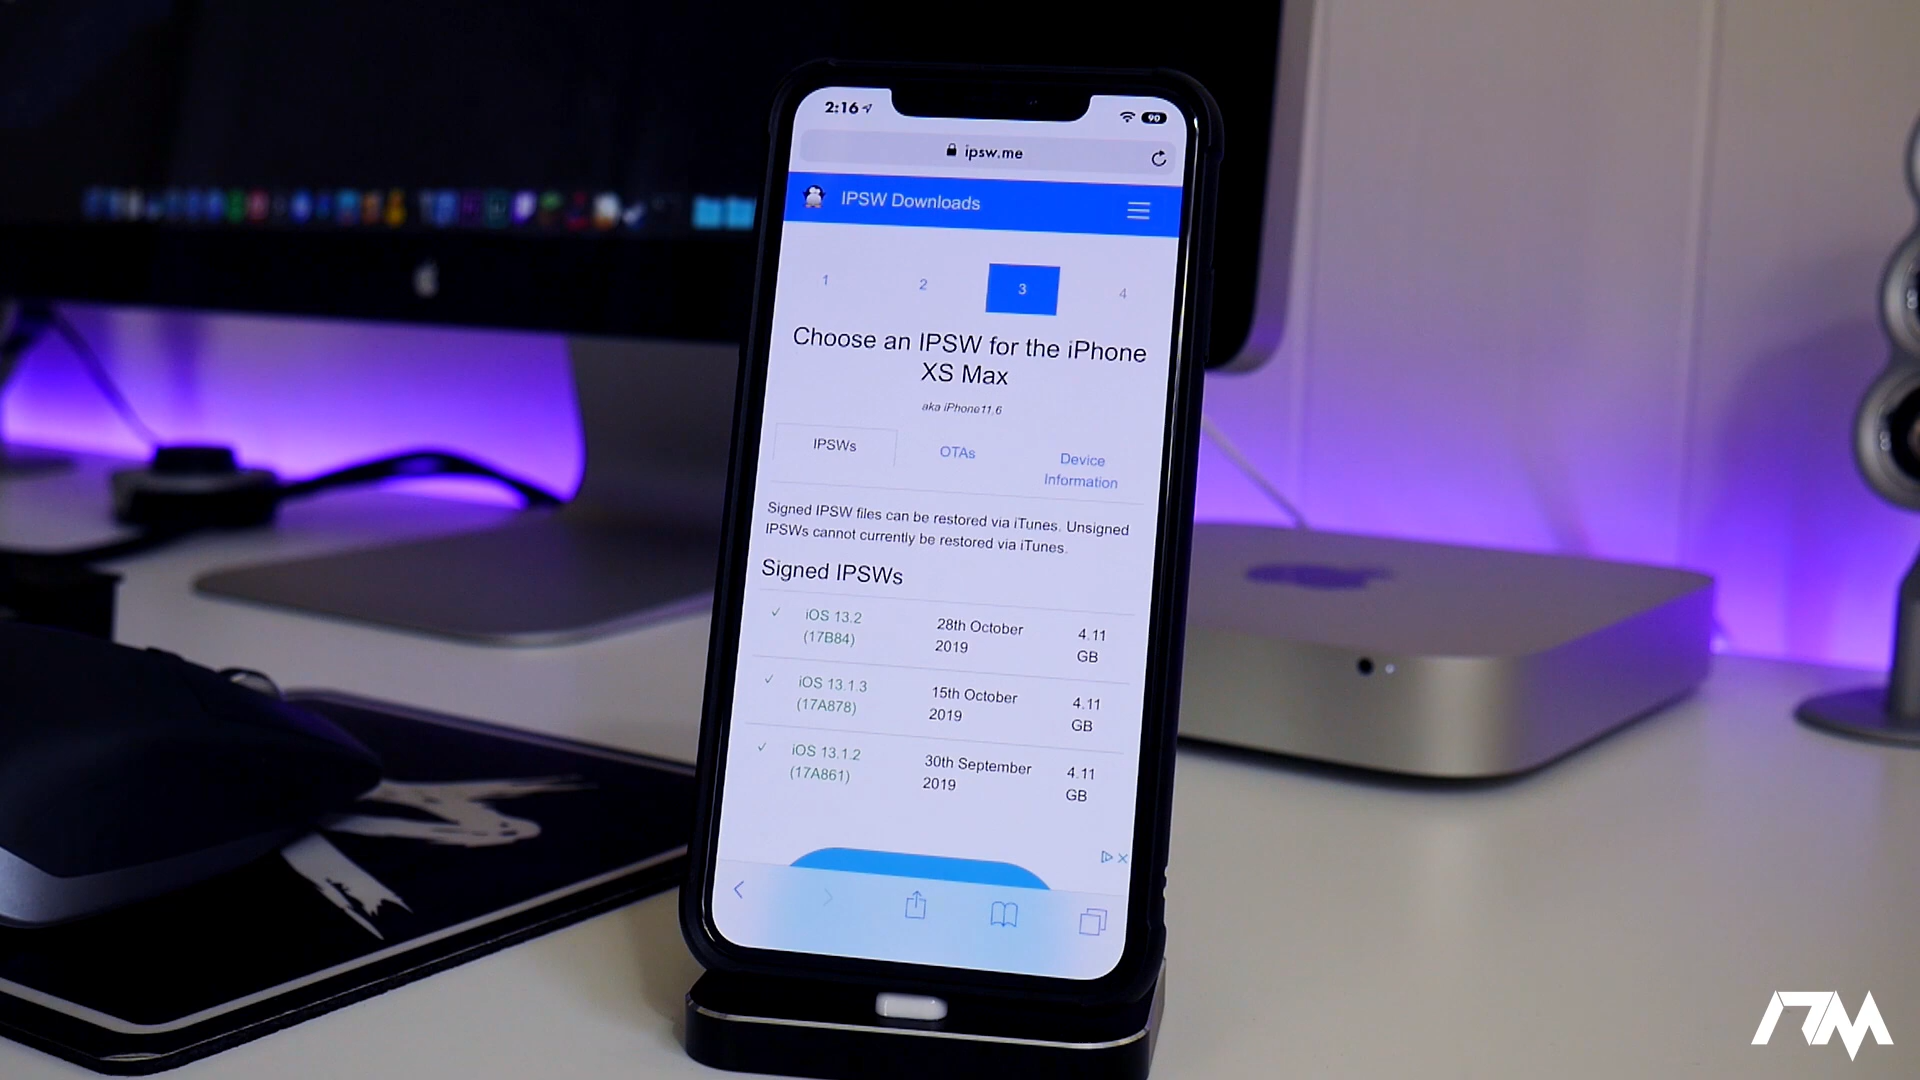 2:16
90
ipsw.me
IPSW Downloads
1 2 3 4
Choose an IPSW for the iPhone
XS Max
aka iPhone11,6
IPSWs OTAs Device
Information
Signed IPSW files can be restored via iTunes. Unsigned
IPSWs cannot currently be restored via iTunes.
Signed IPSWs
✓ iOS 13.2 28th October 4.11
(17B84) 2019 GB
✓ iOS 13.1.3 15th October 4.11
(17A878) 2019 GB
✓ iOS 13.1.2 30th September 4.11
(17A861) 2019 GB